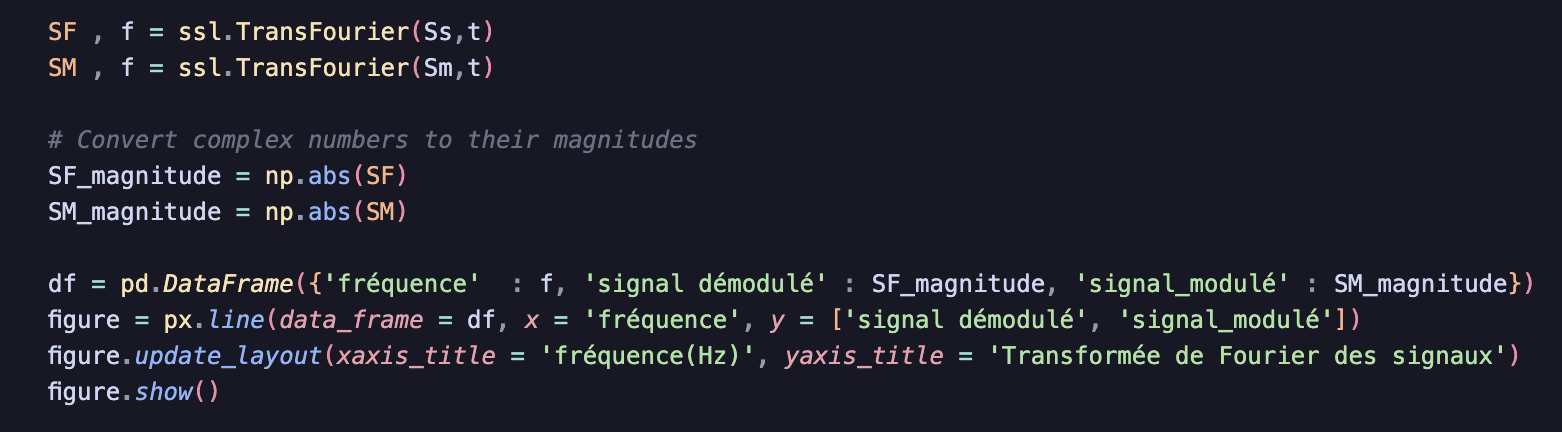 SF , f = ssl.TransFourier(Ss,t)
SM , f = ssl.TransFourier(Sm,t)
# Convert complex numbers to their magnitudes
SF_magnitude = np.abs(SF)
SM_magnitude = np.abs(SM)
df = pd.DataFrame({'fréquence'  : f, 'signal démodulé' : SF_magnitude, 'signal_modulé' : SM_magnitude})
figure = px.line(data_frame = df, x = 'fréquence', y = ['signal démodulé', 'signal_modulé'])
figure.update_layout(xaxis_title = 'fréquence(Hz)', yaxis_title = 'Transformée de Fourier des signaux')
figure.show()